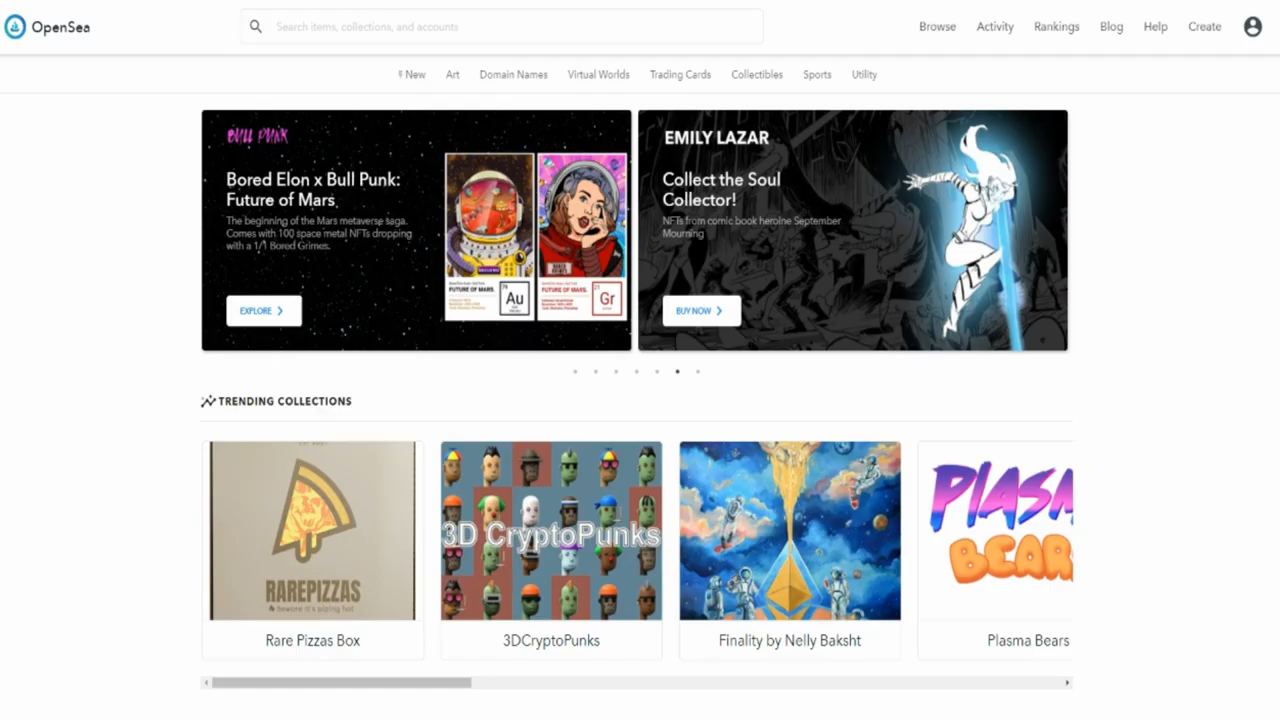 OpenSea
Search items, collections, and accounts
Browse
Activity
Rankings
Blog
Help
Create
New
Art
Domain Names
Virtual Worlds
Trading Cards
Collectibles
Sports
Utility
BULL PUNK
Bored Elon x Bull Punk:
Future of Mars
The beginning of the Mars metaverse saga.
Comes with 100 space metal NFTs dropping
with a 1/1 Bored Grimes.
EXPLORE
FUTURE OF MARS
79
Au
FUTURE OF MARS
21
Gr
EMILY LAZAR
Collect the Soul
Collector!
NFTs from comic book heroine September
Mourning
BUY NOW
TRENDING COLLECTIONS
RAREPIZZAS
beware it's piping hot
Rare Pizzas Box
3D CryptoPunks
3DCryptoPunks
Finality by Nelly Baksht
PLASM
BEAR
Plasma Bears